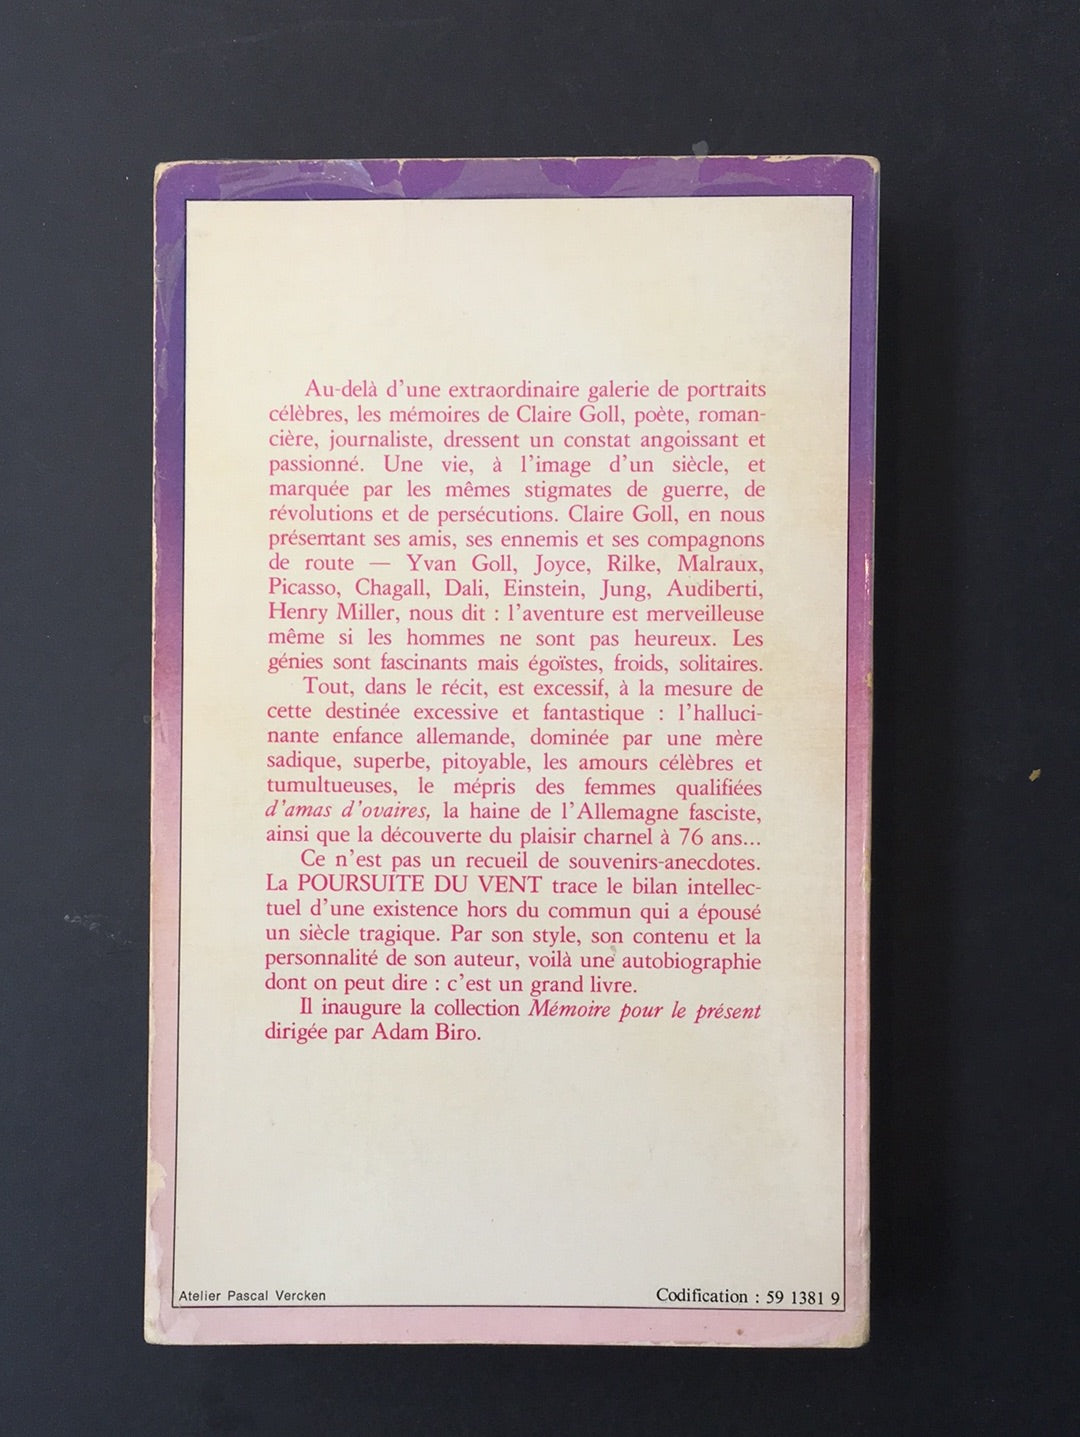 Au-delà d'une extraordinaire galerie de portraits
célèbres, les mémoires de Claire Goll, poète, roman-
cière, journaliste, dressent un constat angoissant et
passionné. Une vie, à l'image d'un siècle, et
marquée par les mêmes stigmates de guerre, de
révolutions et de persécutions. Claire Goll, en nous
présentant ses amis, ses ennemis et ses compagnons
de route — Yvan Goll, Joyce, Rilke, Malraux,
Picasso, Chagall, Dali, Einstein, Jung, Audiberti,
Henry Miller, nous dit : l'aventure est merveilleuse
même si les hommes ne sont pas heureux. Les
génies sont fascinants mais égoïstes, froids, solitaires.
Tout, dans le récit, est excessif, à la mesure de
cette destinée excessive et fantastique : l'halluci-
nante enfance allemande, dominée par une mère
sadique, superbe, pitoyable, les amours célèbres et
tumultueuses, le mépris des femmes qualifiées
d'amas d'ovaires, la haine de l'Allemagne fasciste,
ainsi que la découverte du plaisir charnel à 76 ans...
Ce n'est pas un recueil de souvenirs-anecdotes.
La POURSUITE DU VENT trace le bilan intellec-
tuel d'une existence hors du commun qui a épousé
un siècle tragique. Par son style, son contenu et la
personnalité de son auteur, voilà une autobiographie
dont on peut dire : c'est un grand livre.
Il inaugure la collection Mémoire pour le présent
dirigée par Adam Biro.
Atelier Pascal Vercken
Codification : 59 1381 9